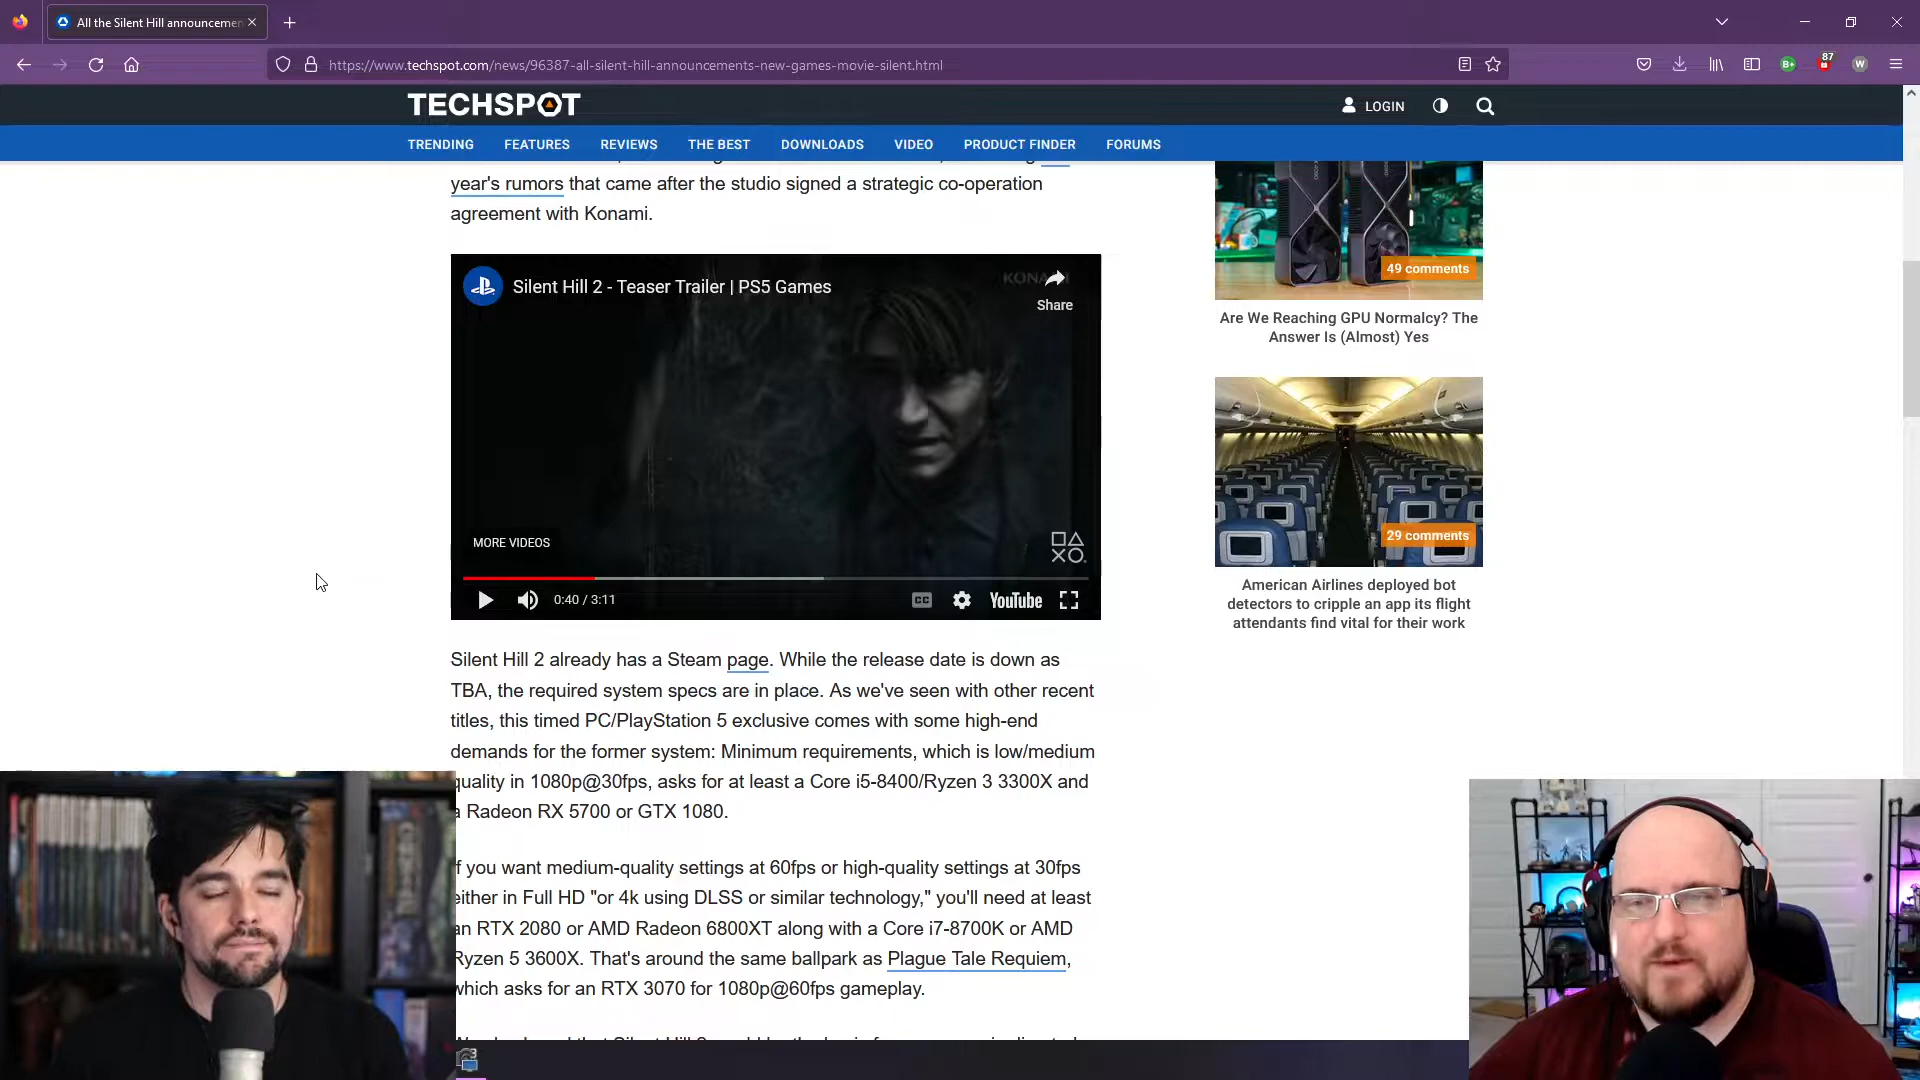 All the Silent Hill announcemen
https://www.techspot.com/news/96387-all-silent-hill-announcements-new-games-movie-silent.html
B+
87
W
TECHSPOT
LOGIN
TRENDING FEATURES REVIEWS THE BEST DOWNLOADS VIDEO PRODUCT FINDER FORUMS
year's rumors that came after the studio signed a strategic co-operation
agreement with Konami.
Silent Hill 2 - Teaser Trailer | PS5 Games
KONAMI
Share
MORE VIDEOS
0:40 / 3:11
CC
YouTube
Silent Hill 2 already has a Steam page. While the release date is down as
TBA, the required system specs are in place. As we've seen with other recent
titles, this timed PC/PlayStation 5 exclusive comes with some high-end
demands for the former system: Minimum requirements, which is low/medium
quality in 1080p@30fps, asks for at least a Core i5-8400/Ryzen 3 3300X and
a Radeon RX 5700 or GTX 1080.
If you want medium-quality settings at 60fps or high-quality settings at 30fps
either in Full HD "or 4k using DLSS or similar technology," you'll need at least
an RTX 2080 or AMD Radeon 6800XT along with a Core i7-8700K or AMD
Ryzen 5 3600X. That's around the same ballpark as Plague Tale Requiem,
which asks for an RTX 3070 for 1080p@60fps gameplay.
49 comments
Are We Reaching GPU Normalcy? The
Answer Is (Almost) Yes
29 comments
American Airlines deployed bot
detectors to cripple an app its flight
attendants find vital for their work